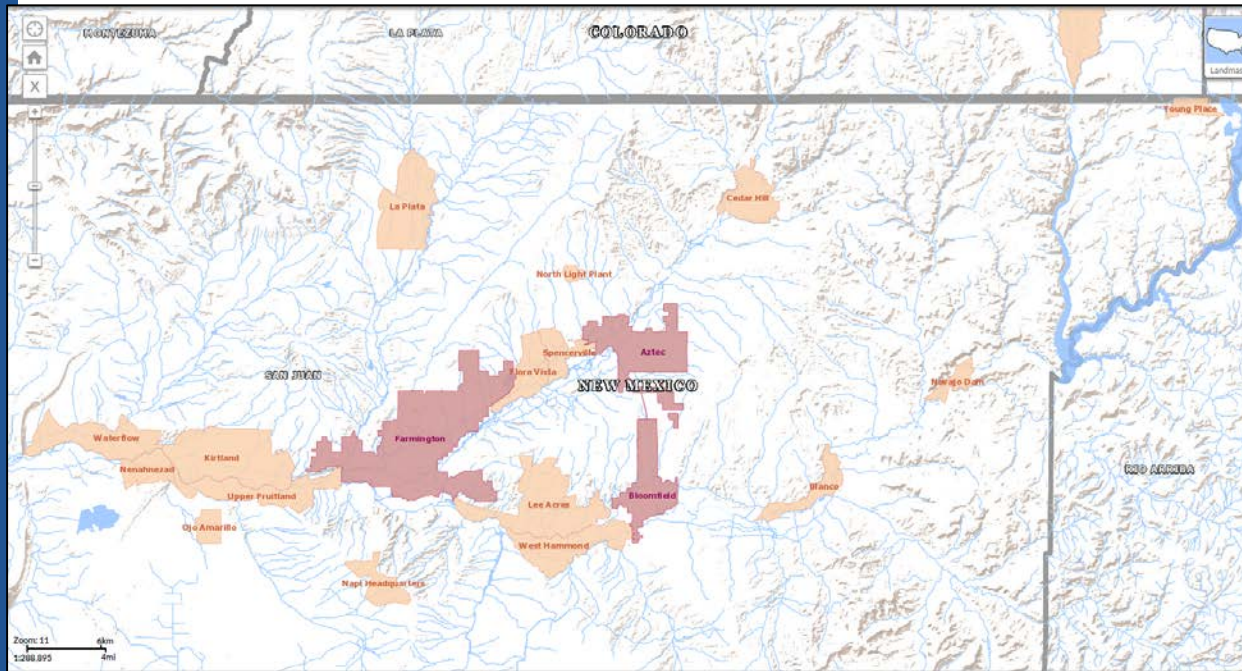 MONTEZUMA
LA PLATA
COLORADO
X
Landmas
Young Place
La Plata
Cedar Hill
North Light Plant
Spencerville
Aztec
Flora Vista
SAN JUAN
NEW MEXICO
Navajo Dam
Waterflow
Farmington
Kirtland
Nenahnezad
RIO ARRIBA
Upper Fruitland
Bloomfield
Blanco
Lee Acres
Ojo Amarillo
West Hammond
Napi Headquarters
Zoom: 11
6km
1:288,895
4mi